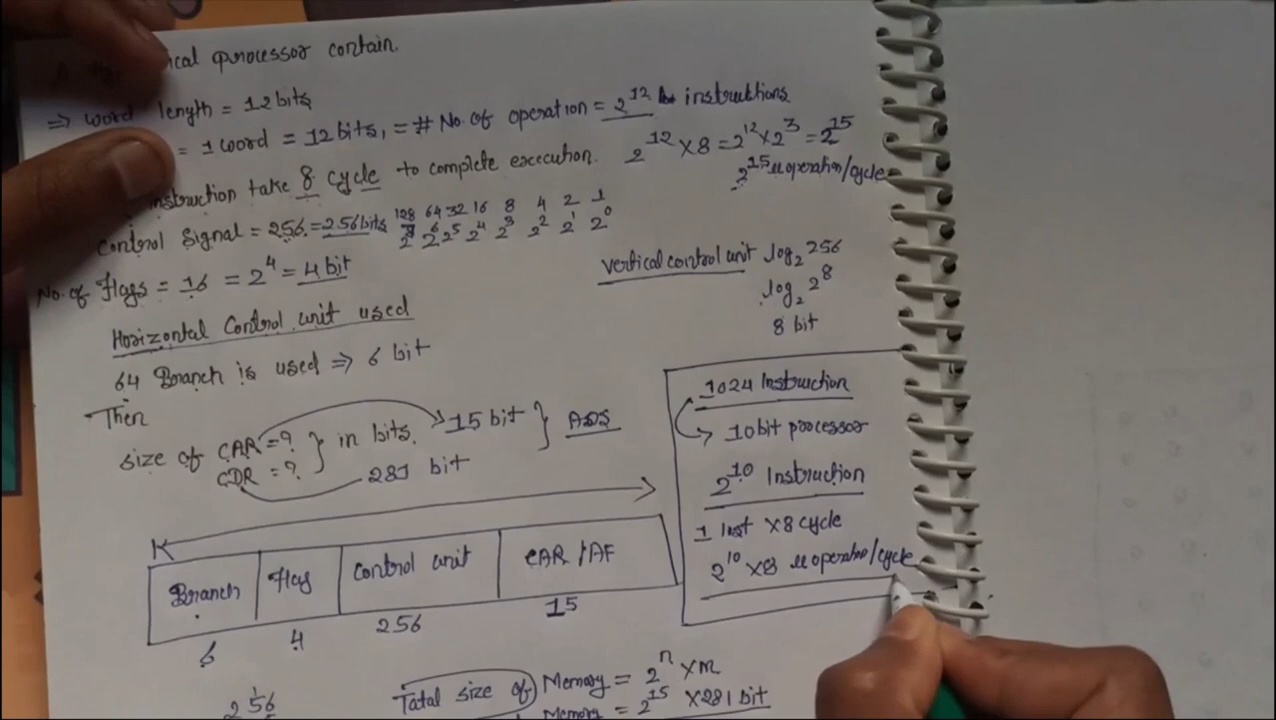 ical processor contain
⇒ word length = 12 bits
= 1 word = 12 bits, = # No. of operation = 2^12 instructions
2^12 × 8 = 2^12 × 2^3 = 2^15
2^15 μ operation/cycle
instruction take 8 cycle to complete execution.
128 64 32 16 8 4 2 1
Control Signal = 256 = 256 bits 2^7 2^6 2^5 2^4 2^3 2^2 2^1 2^0
No. of Flags = 16 = 2^4 = 4 bit
Horizontal Control unit used
64 Branch is used ⇒ 6 bit
Then
size of CAR = ? } in bits. 15 bit } ADS
CDR = ? 281 bit
vertical control unit log₂ 256
log₂ 2^8
8 bit
1024 Instruction
10 bit processor
2^10 Instruction
1 Inst × 8 cycle
2^10 × 8 μ operation/cycle
Branch Flag Control unit CAR / AF
6 4 256 15
256
Total size of Memory = 2^n × m
Memory = 2^15 × 281 bit